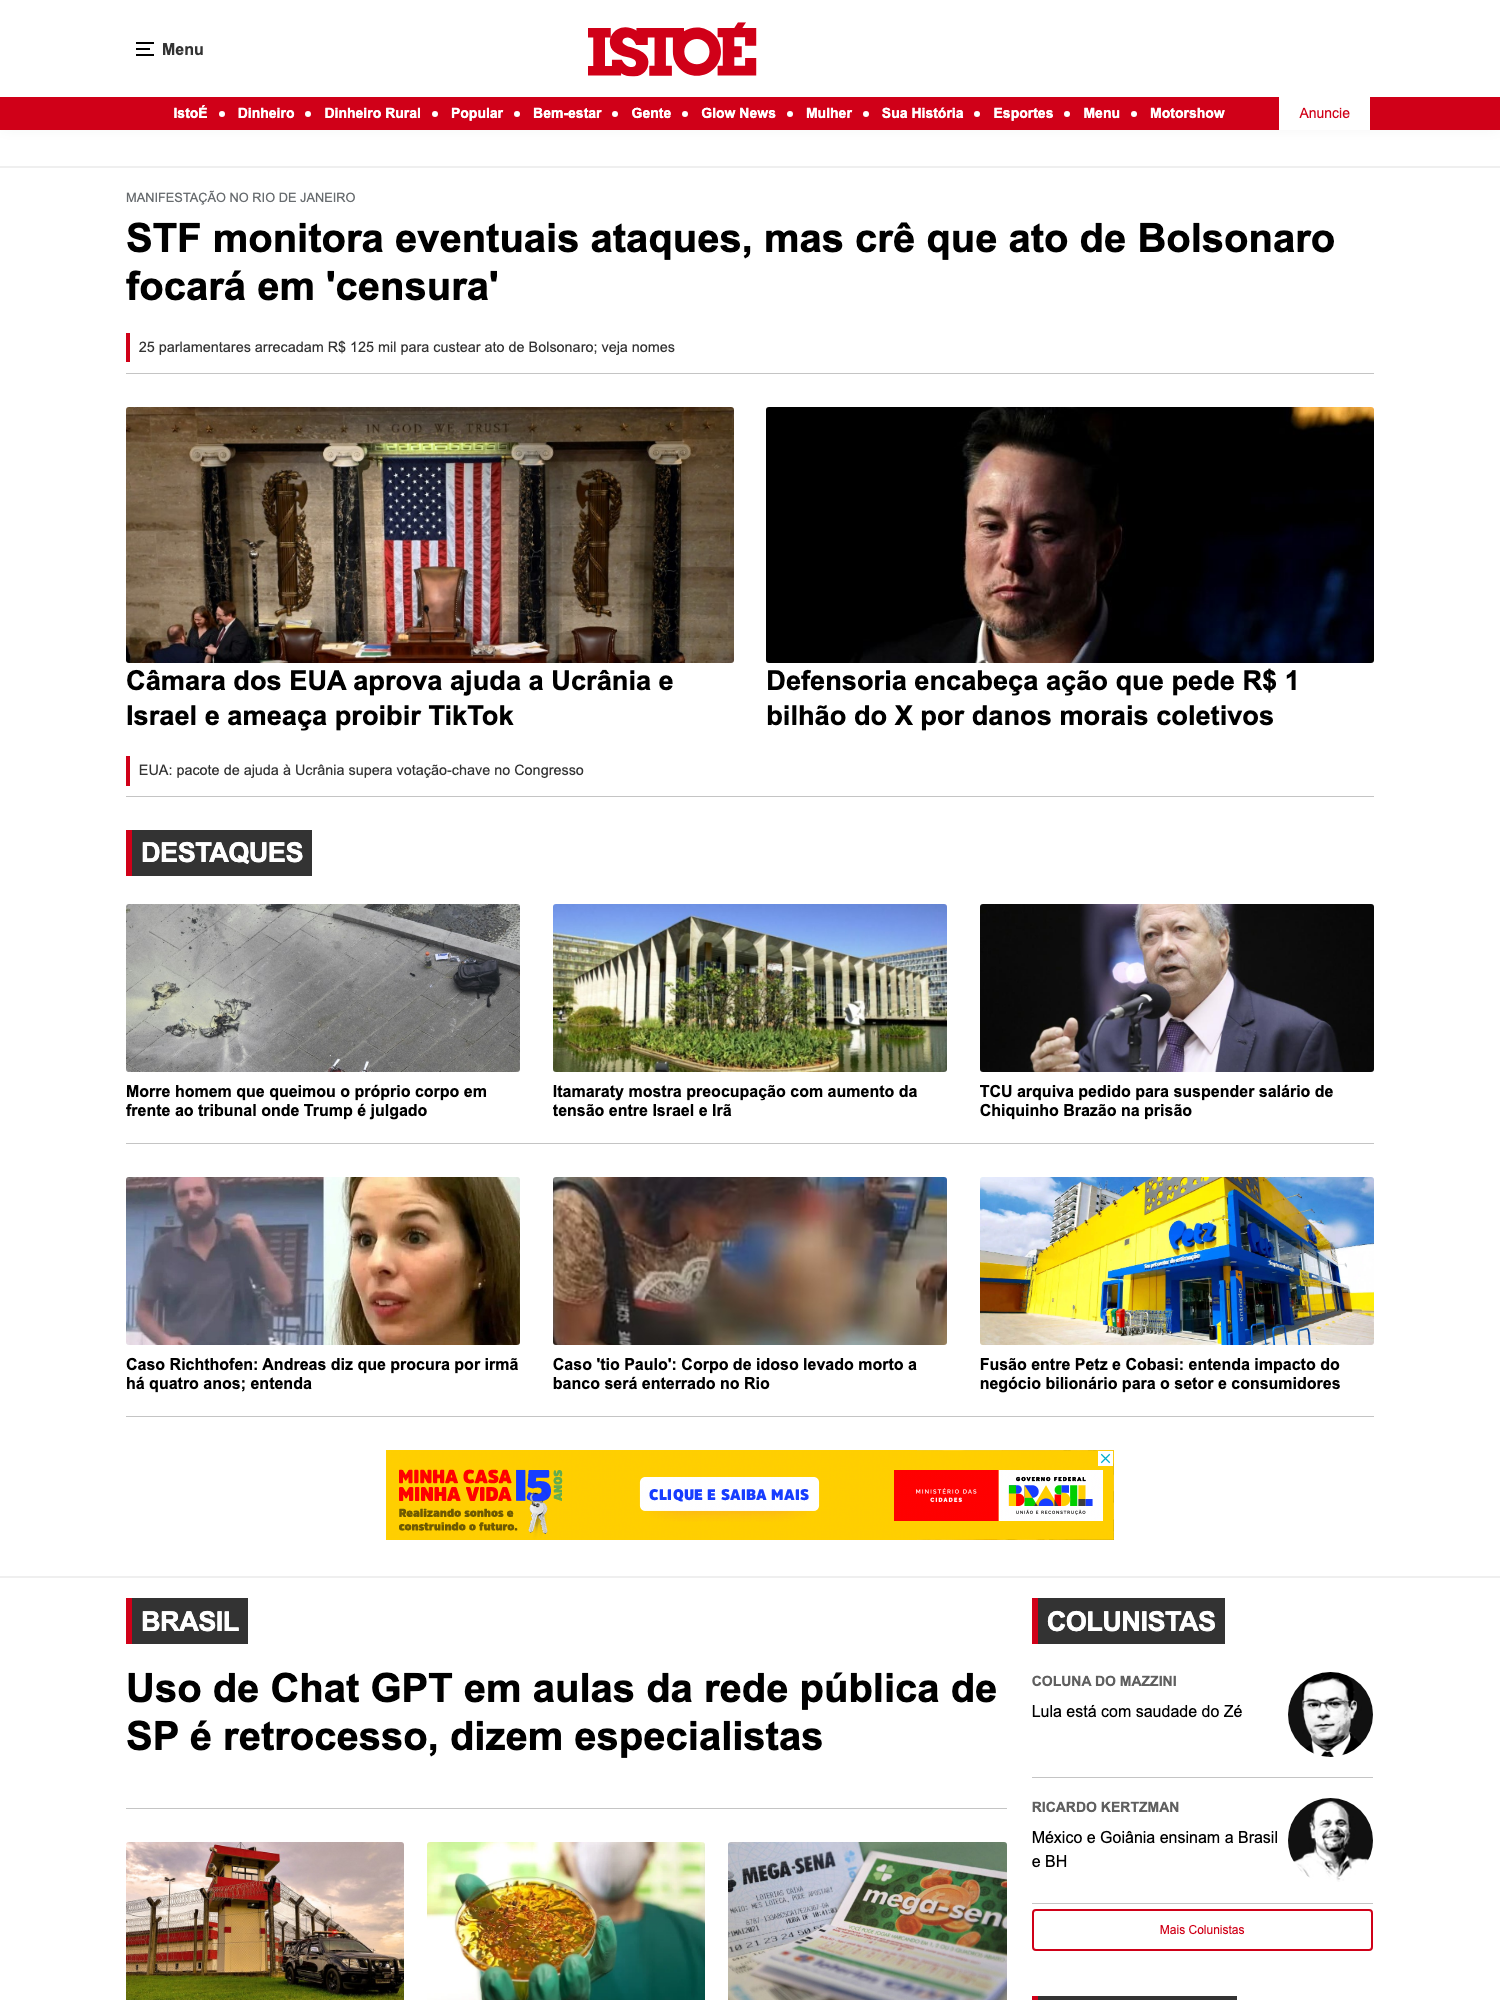 Menu
ISTOÉ
IstoÉ • Dinheiro • Dinheiro Rural • Popular • Bem-estar • Gente • Glow News • Mulher • Sua História • Esportes • Menu • Motorshow
Anuncie
MANIFESTAÇÃO NO RIO DE JANEIRO
STF monitora eventuais ataques, mas crê que ato de Bolsonaro
focará em 'censura'
25 parlamentares arrecadam R$ 125 mil para custear ato de Bolsonaro; veja nomes
IN GOD WE TRUST
Câmara dos EUA aprova ajuda a Ucrânia e
Israel e ameaça proibir TikTok
Defensoria encabeça ação que pede R$ 1
bilhão do X por danos morais coletivos
EUA: pacote de ajuda à Ucrânia supera votação-chave no Congresso
DESTAQUES
Morre homem que queimou o próprio corpo em
frente ao tribunal onde Trump é julgado
Itamaraty mostra preocupação com aumento da
tensão entre Israel e Irã
TCU arquiva pedido para suspender salário de
Chiquinho Brazão na prisão
Petz
Caso Richthofen: Andreas diz que procura por irmã
há quatro anos; entenda
Caso 'tio Paulo': Corpo de idoso levado morto a
banco será enterrado no Rio
Fusão entre Petz e Cobasi: entenda impacto do
negócio bilionário para o setor e consumidores
MINHA CASA
MINHA VIDA 15 ANOS
Realizando sonhos e
construindo o futuro.
CLIQUE E SAIBA MAIS
MINISTÉRIO DAS
CIDADES
GOVERNO FEDERAL
BRASIL
UNIÃO E RECONSTRUÇÃO
BRASIL
Uso de Chat GPT em aulas da rede pública de
SP é retrocesso, dizem especialistas
MEGA-SENA
LOTERIAS CAIXA
mega-sena
COLUNISTAS
COLUNA DO MAZZINI
Lula está com saudade do Zé
RICARDO KERTZMAN
México e Goiânia ensinam a Brasil
e BH
Mais Colunistas